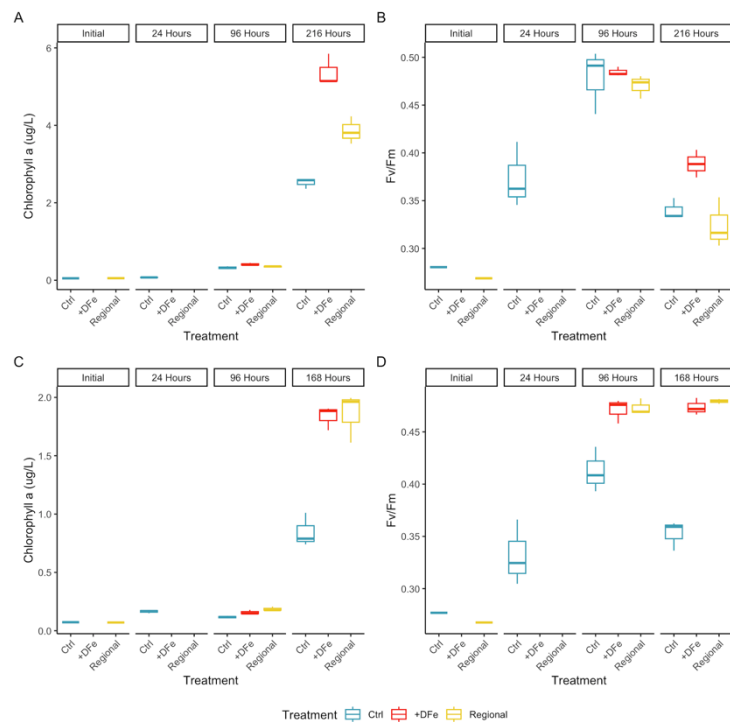 A
B
Initial 24 Hours 96 Hours 216 Hours
Initial 24 Hours 96 Hours 216 Hours
Chlorophyll a (ug/L)
6
4
2
0
Fv/Fm
0.50
0.45
0.40
0.35
0.30
Ctrl +DFe Regional Ctrl +DFe Regional Ctrl +DFe Regional Ctrl +DFe Regional
Ctrl +DFe Regional Ctrl +DFe Regional Ctrl +DFe Regional Ctrl +DFe Regional
Treatment
Treatment
C
D
Initial 24 Hours 96 Hours 168 Hours
Initial 24 Hours 96 Hours 168 Hours
Chlorophyll a (ug/L)
2.0
1.5
1.0
0.5
0.0
Fv/Fm
0.45
0.40
0.35
0.30
Ctrl +DFe Regional Ctrl +DFe Regional Ctrl +DFe Regional Ctrl +DFe Regional
Ctrl +DFe Regional Ctrl +DFe Regional Ctrl +DFe Regional Ctrl +DFe Regional
Treatment
Treatment
Treatment Ctrl +DFe Regional